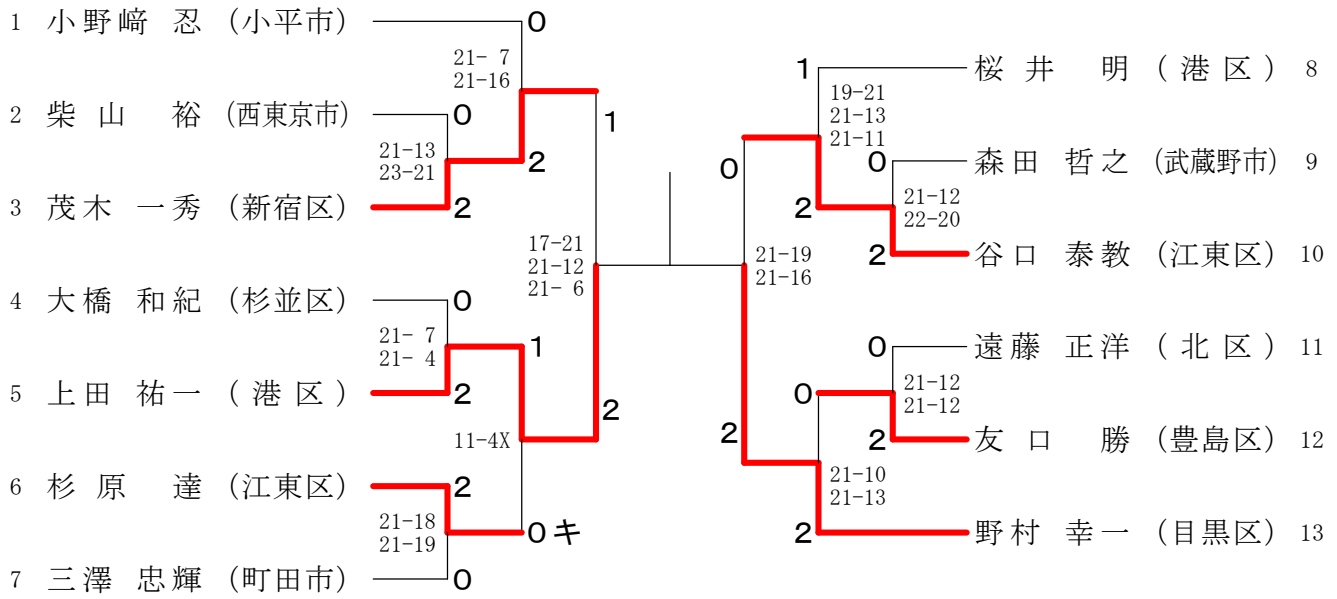 1 小野﨑 忍 (小平市)
0
21- 7
21-16
2 柴山 裕 (西東京市)
0
21-13
23-21
2
3 茂木 一秀 (新宿区)
2
1
17-21
21-12
21- 6
4 大橋 和紀 (杉並区)
0
21- 7
21- 4
1
5 上田 祐一 (港区)
2
2
11-4X
6 杉原 達 (江東区)
2
21-18
21-19
0キ
7 三澤 忠輝 (町田市)
0
1
桜井 明 (港区) 8
19-21
21-13
21-11
0
0
森田 哲之 (武蔵野市) 9
21-12
22-20
2
2
谷口 泰教 (江東区) 10
21-19
21-16
0
遠藤 正洋 (北区) 11
21-12
21-12
0
2
2
友口 勝 (豊島区) 12
21-10
21-13
2
野村 幸一 (目黒区) 13